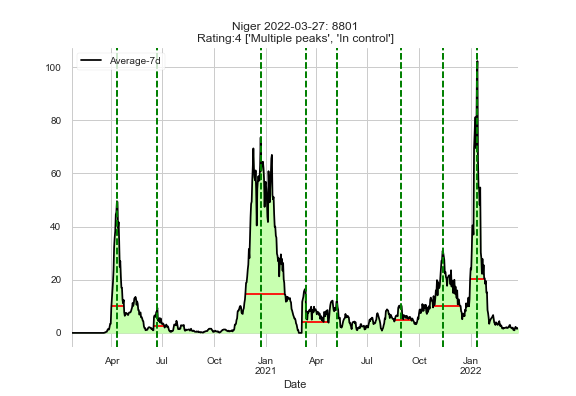 Niger 2022-03-27: 8801
Rating:4 ['Multiple peaks', 'In control']
Average-7d
100
80
60
40
20
0
Apr Jul Oct Jan Apr Jul Oct Jan
2021 2022
Date